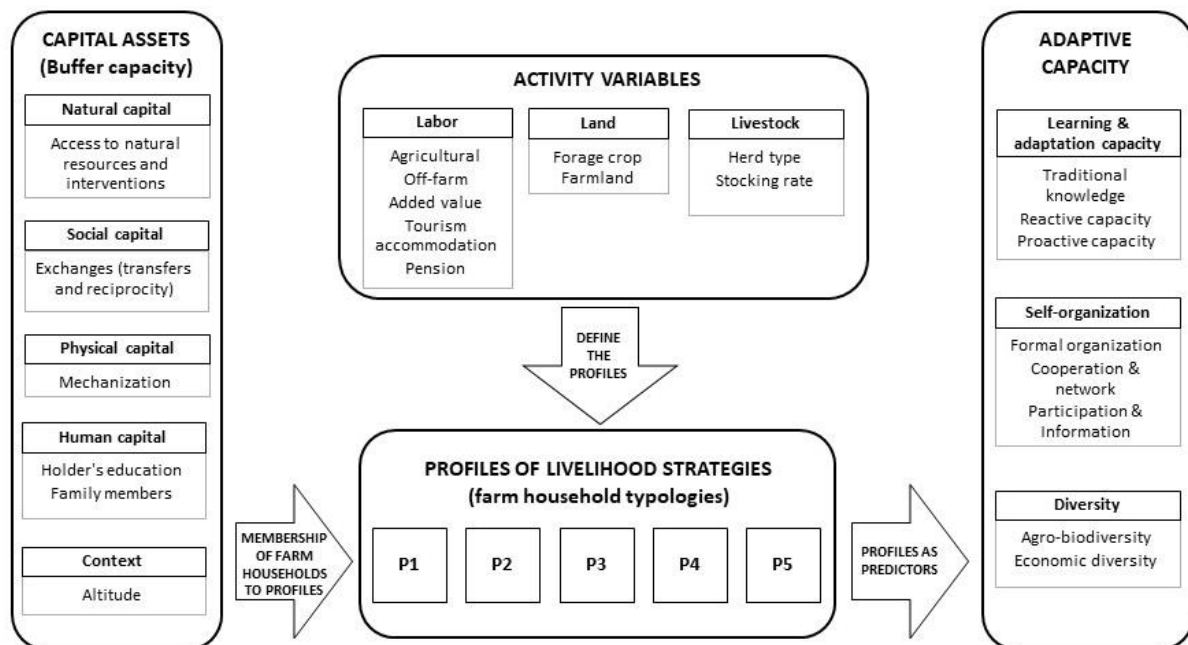 CAPITAL ASSETS
(Buffer capacity)
Natural capital
Access to natural
resources and
interventions
Social capital
Exchanges (transfers
and reciprocity)
Physical capital
Mechanization
Human capital
Holder's education
Family members
Context
Altitude
ACTIVITY VARIABLES
Labor
Agricultural
Off-farm
Added value
Tourism
accommodation
Pension
Land
Forage crop
Farmland
Livestock
Herd type
Stocking rate
DEFINE
THE
PROFILES
MEMBERSHIP
OF FARM
HOUSEHOLDS
TO PROFILES
PROFILES OF LIVELIHOOD STRATEGIES
(farm household typologies)
P1
P2
P3
P4
P5
PROFILES AS
PREDICTORS
ADAPTIVE
CAPACITY
Learning &
adaptation capacity
Traditional
knowledge
Reactive capacity
Proactive capacity
Self-organization
Formal organization
Cooperation &
network
Participation &
Information
Diversity
Agro-biodiversity
Economic diversity